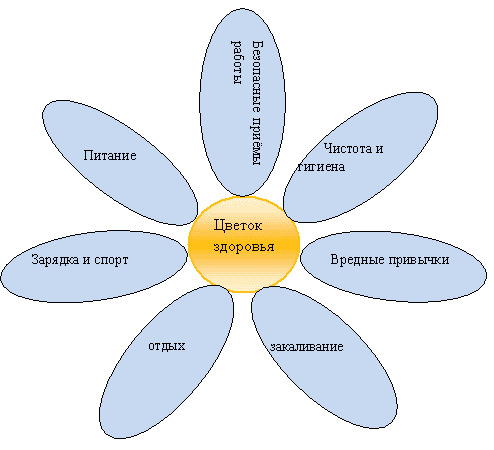 Безопасные приёмы
работы
Чистота и
гигиена
Питание
Цветок
здоровья
Зарядка и спорт
Вредные привычки
отдых
закаливание